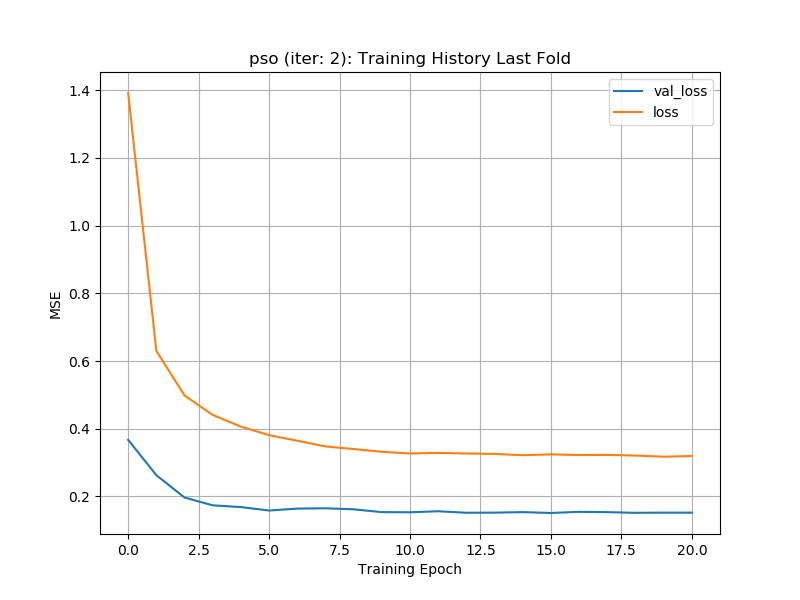 pso (iter: 2): Training History Last Fold
val_loss
loss
1.4
1.2
1.0
0.8
0.6
0.4
0.2
MSE
0.0 2.5 5.0 7.5 10.0 12.5 15.0 17.5 20.0
Training Epoch